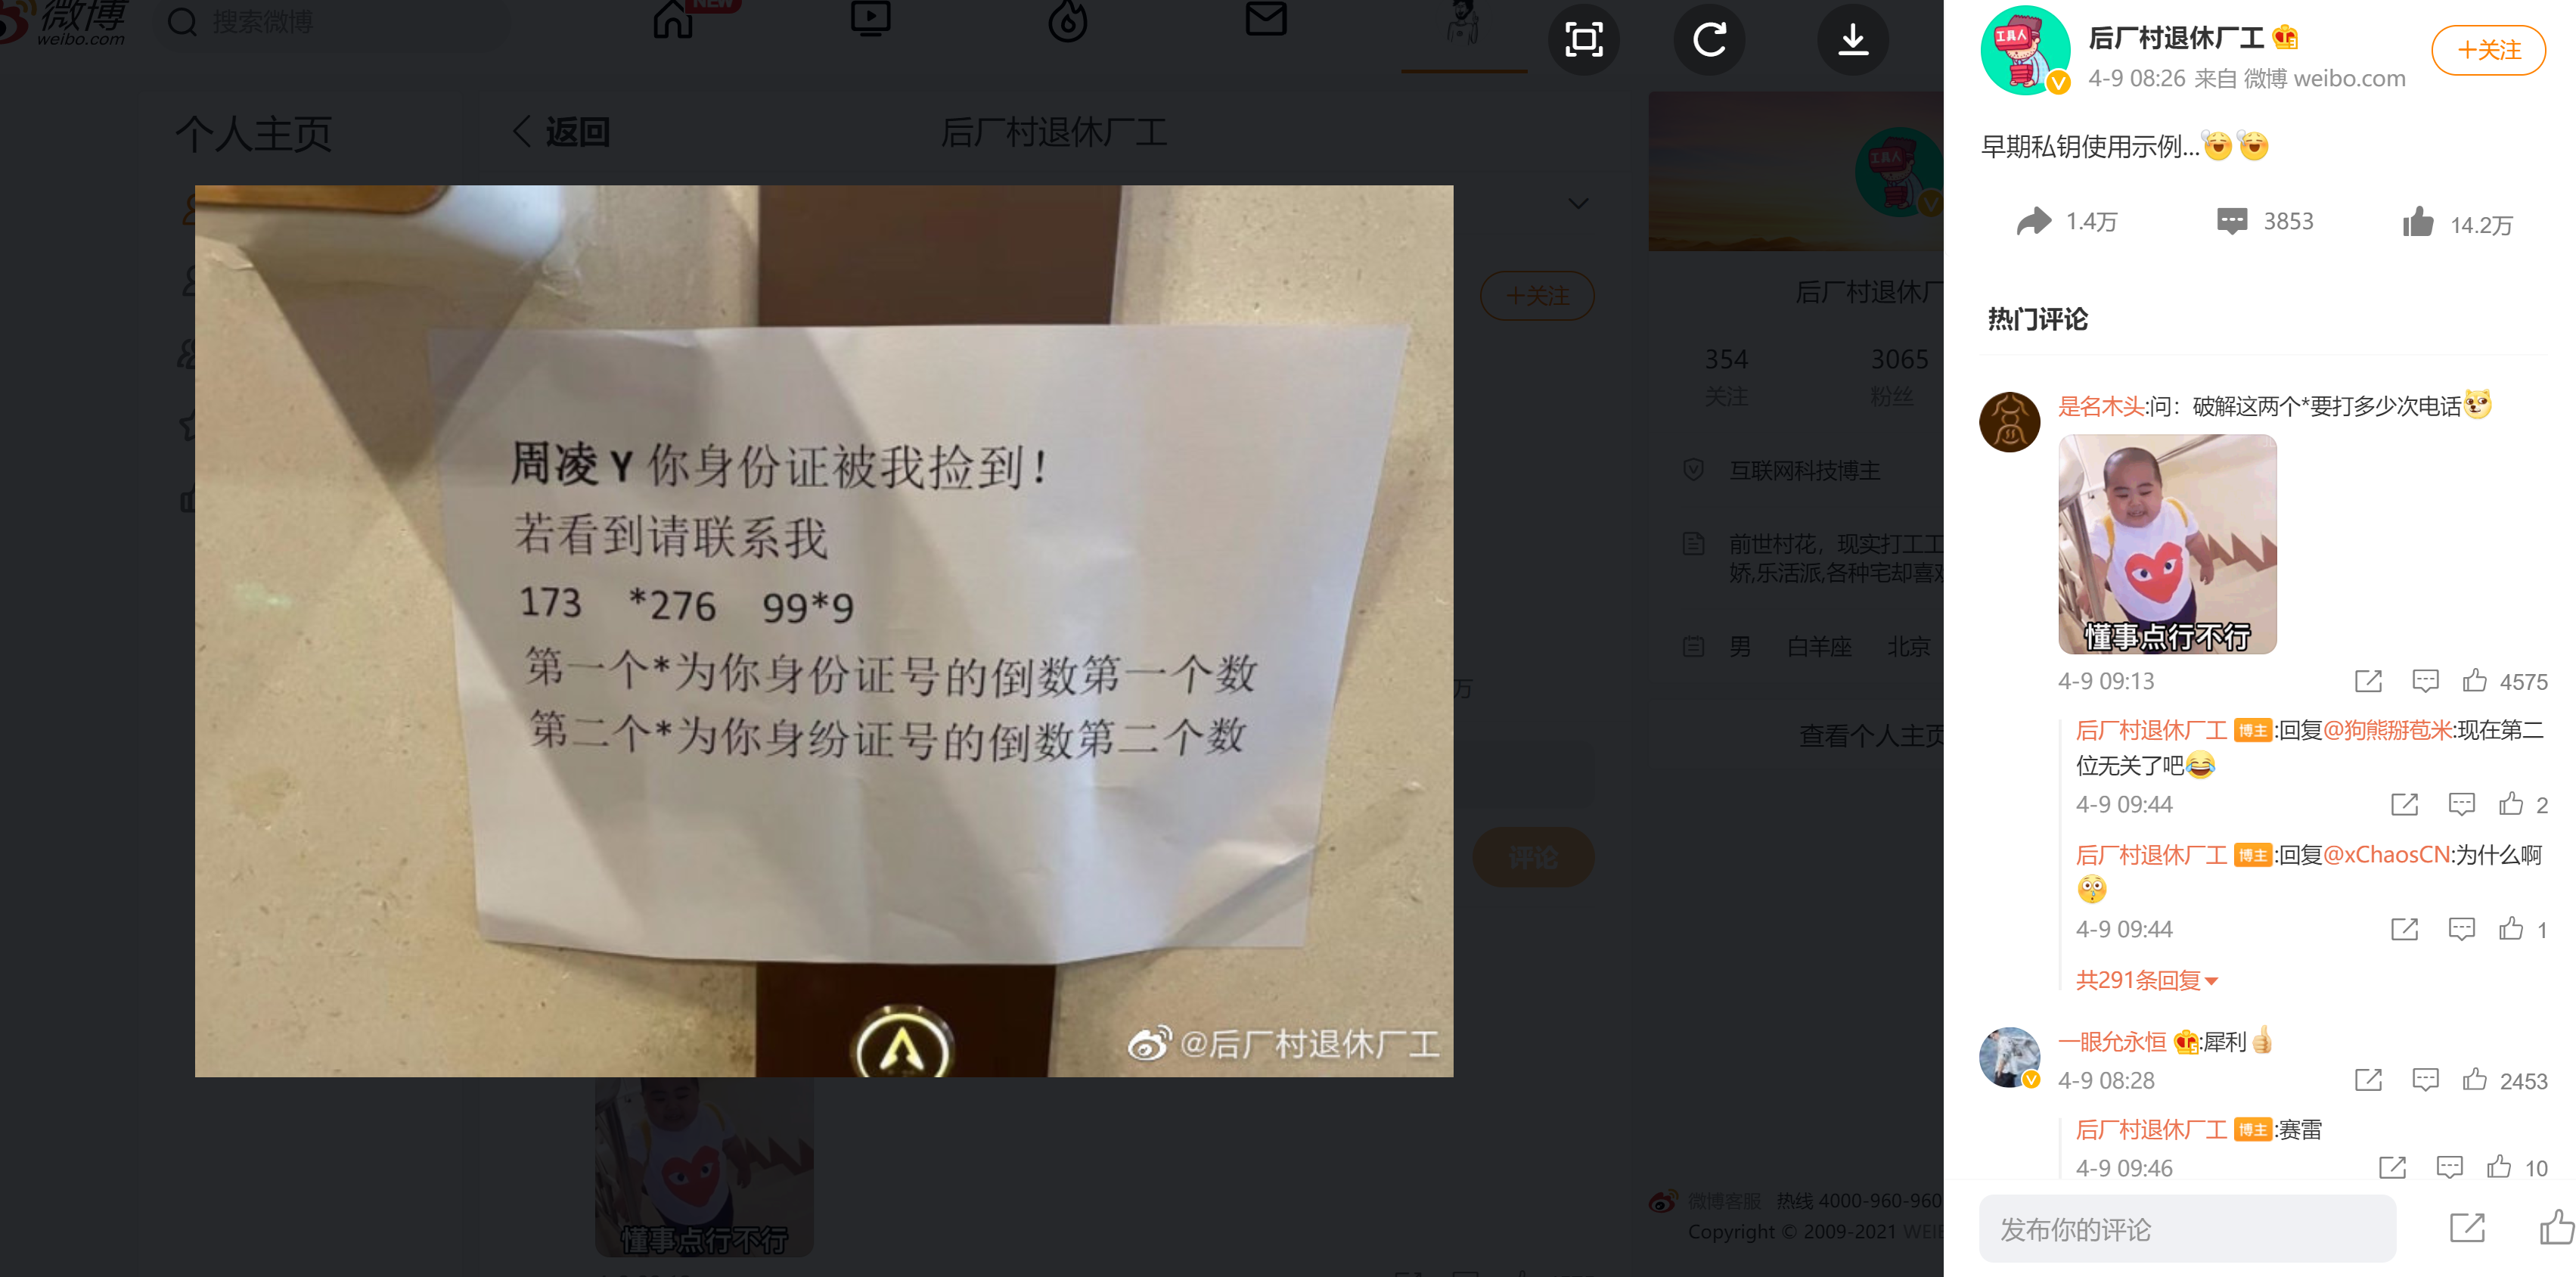 微博
weibo.com
搜索微博
NEW
个人主页
返回
后厂村退休厂工
+关注
周凌 Y 你身份证被我捡到!
若看到请联系我
173 *276 99*9
第一个*为你身份证号的倒数第一个数
第二个*为你身份证号的倒数第二个数
@后厂村退休厂工
万
评论
懂事点行不行
工具人
后厂村退休厂
354
3065
关注
粉丝
互联网科技博主
前世村花，现实打工工
娇,乐活派,各种宅却喜欢
男 白羊座 北京
查看个人主页
微博客服 热线 4000-960-960
Copyright © 2009-2021 WEIB
工具人
后厂村退休厂工
+关注
4-9 08:26 来自 微博 weibo.com
早期私钥使用示例...
1.4万
3853
14.2万
热门评论
是名木头:问：破解这两个*要打多少次电话
懂事点行不行
4-9 09:13
4575
后厂村退休厂工 博主:回复@狗熊掰苞米:现在第二
位无关了吧
4-9 09:44
2
后厂村退休厂工 博主:回复@xChaosCN:为什么啊
4-9 09:44
1
共291条回复
一眼允永恒 :犀利
4-9 08:28
2453
后厂村退休厂工 博主:赛雷
4-9 09:46
10
发布你的评论